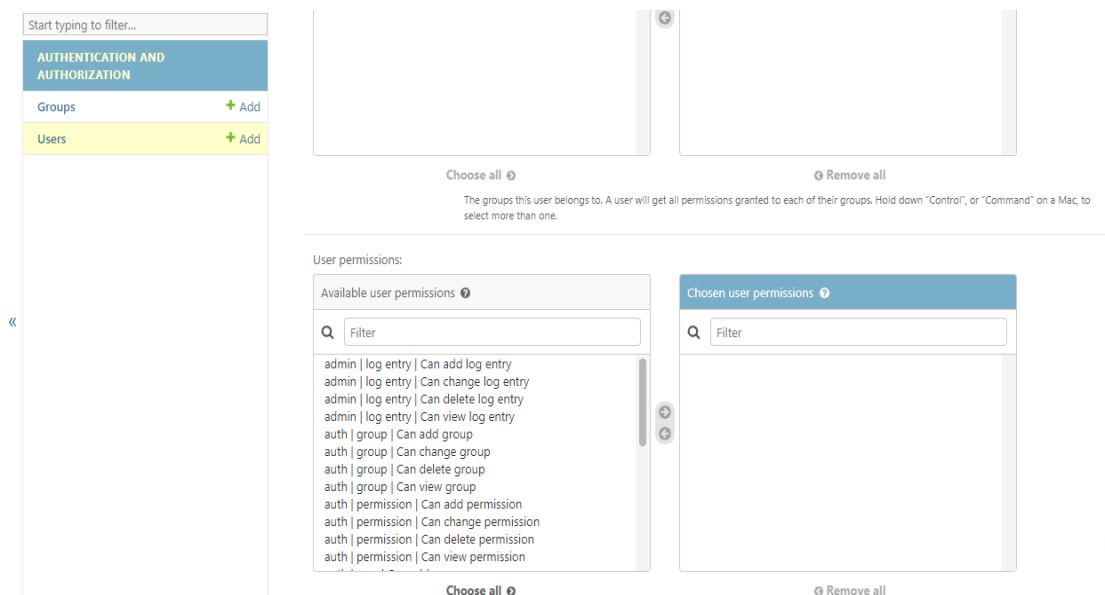 Start typing to filter...
AUTHENTICATION AND
AUTHORIZATION
Groups
+ Add
Users
+ Add
«
Choose all
Remove all
The groups this user belongs to. A user will get all permissions granted to each of their groups. Hold down “Control”, or “Command” on a Mac, to
select more than one.
User permissions:
Available user permissions ?
Filter
admin | log entry | Can add log entry
admin | log entry | Can change log entry
admin | log entry | Can delete log entry
admin | log entry | Can view log entry
auth | group | Can add group
auth | group | Can change group
auth | group | Can delete group
auth | group | Can view group
auth | permission | Can add permission
auth | permission | Can change permission
auth | permission | Can delete permission
auth | permission | Can view permission
Choose all
Chosen user permissions ?
Filter
Remove all